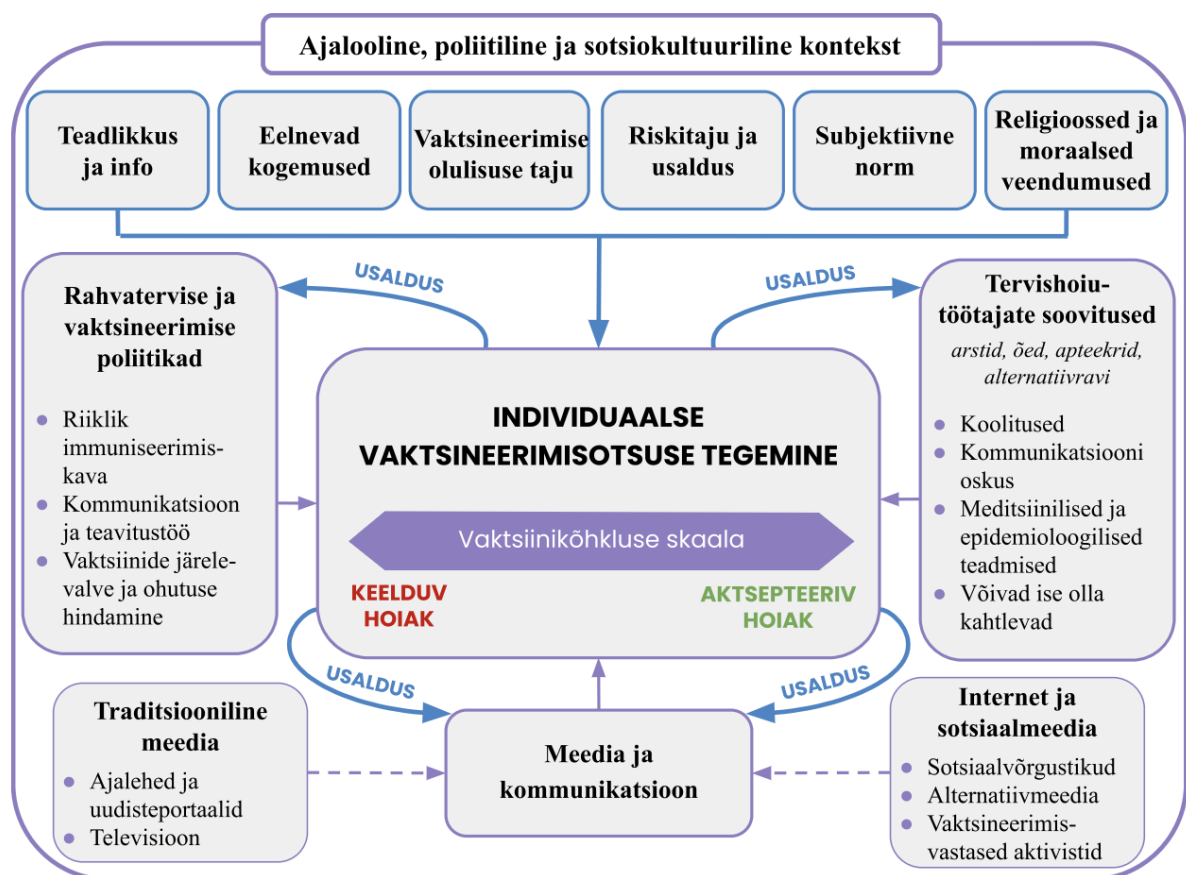 Ajalooline, poliitiline ja sotsiokultuuriline kontekst
Teadlikkus
ja info
Eelnevad
kogemused
Vaktsineerimise
olulisuse taju
Riskitaju ja
usaldus
Subjektiivne
norm
Religioossed ja
moraalsed
veendumused
USALDUS
USALDUS
Rahvatervise ja
vaktsineerimise
poliitikad
● Riiklik
immuniseerimis-
kava
● Kommunikatsioon
ja teavitustöö
● Vaktsiinide järele-
valve ja ohutuse
hindamine
INDIVIDUAALSE
VAKTSINEERIMISOTSUSE TEGEMINE
Vaktsiinikõhkluse skaala
KEELDUV
HOIAK
AKTSEPTEERIV
HOIAK
Tervishoiu-
töötajate soovitused
arstid, õed, apteekrid,
alternatiivravi
● Koolitused
● Kommunikatsiooni
oskus
● Meditsiinilised ja
epidemioloogilised
teadmised
● Võivad ise olla
kahtlevad
USALDUS
USALDUS
Traditsiooniline
meedia
● Ajalehed ja
uudisteportaalid
● Televisioon
Meedia ja
kommunikatsioon
Internet ja
sotsiaalmeedia
● Sotsiaalvõrgustikud
● Alternatiivmeedia
● Vaktsineerimis-
vastased aktivistid